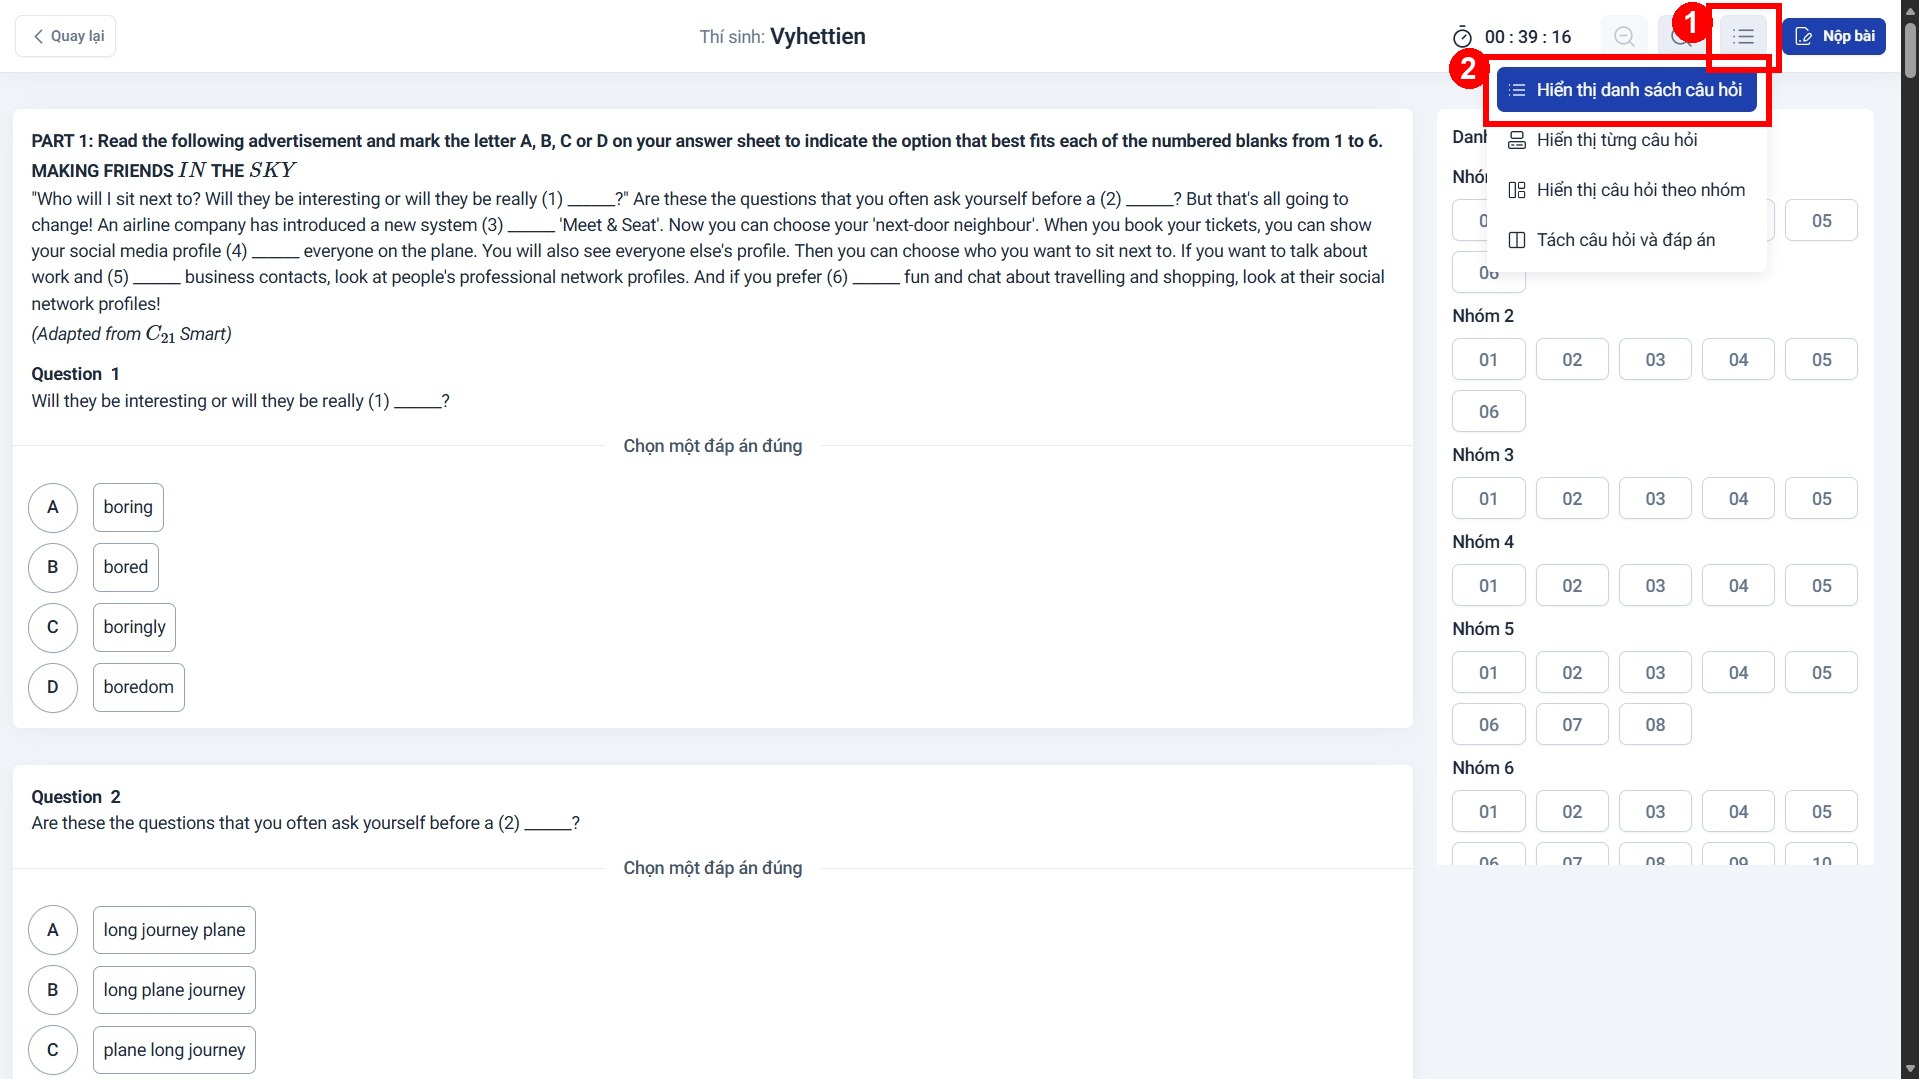 Quay lại
Thí sinh: Vyhettien
00 : 39 : 16
1
Nộp bài
2
Hiển thị danh sách câu hỏi
Hiển thị từng câu hỏi
Hiển thị câu hỏi theo nhóm
Tách câu hỏi và đáp án
PART 1: Read the following advertisement and mark the letter A, B, C or D on your answer sheet to indicate the option that best fits each of the numbered blanks from 1 to 6.
MAKING FRIENDS IN THE SKY
"Who will I sit next to? Will they be interesting or will they be really (1) ______?" Are these the questions that you often ask yourself before a (2) ______? But that's all going to
change! An airline company has introduced a new system (3) ______ 'Meet & Seat'. Now you can choose your 'next-door neighbour'. When you book your tickets, you can show
your social media profile (4) ______ everyone on the plane. You will also see everyone else's profile. Then you can choose who you want to sit next to. If you want to talk about
work and (5) ______ business contacts, look at people's professional network profiles. And if you prefer (6) ______ fun and chat about travelling and shopping, look at their social
network profiles!
(Adapted from C21 Smart)
Question 1
Will they be interesting or will they be really (1) ______?
Chọn một đáp án đúng
A boring
B bored
C boringly
D boredom
Question 2
Are these the questions that you often ask yourself before a (2) ______?
Chọn một đáp án đúng
A long journey plane
B long plane journey
C plane long journey
05
06
Nhóm 2
01 02 03 04 05
06
Nhóm 3
01 02 03 04 05
Nhóm 4
01 02 03 04 05
Nhóm 5
01 02 03 04 05
06 07 08
Nhóm 6
01 02 03 04 05
06 07 08 09 10